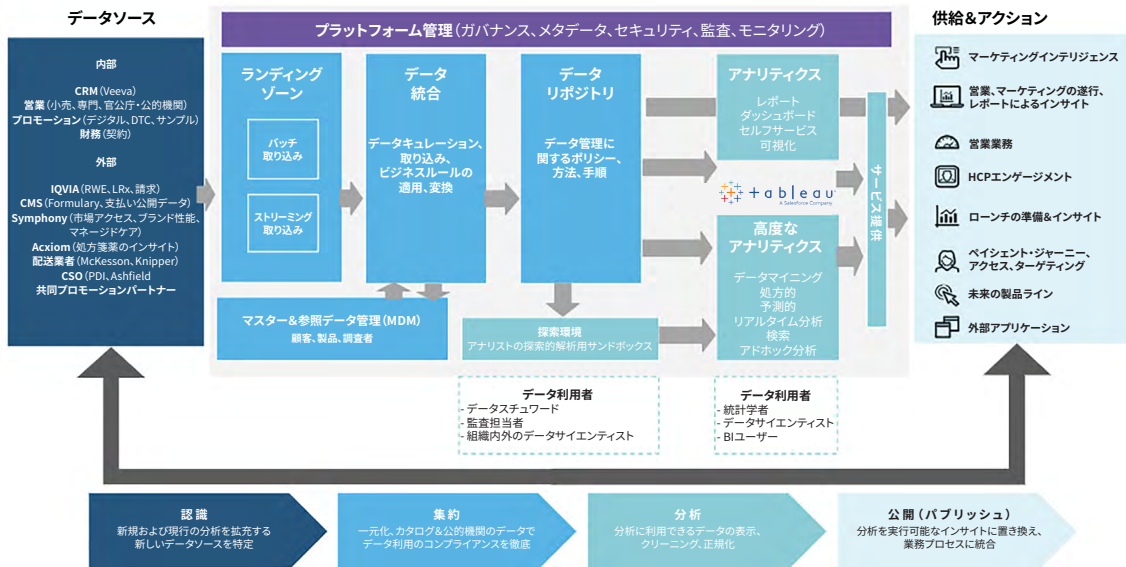 データソース
内部
CRM(Veeva)
営業(小売、専門、官公庁・公的機関)
プロモーション(デジタル、DTC、サンプル)
財務(契約)
外部
IQVIA(RWE、LRx、請求)
CMS(Formulary、支払い公開データ)
Symphony(市場アクセス、ブランド性能、
マネージドケア)
Acxiom(処方箋薬のインサイト)
配送業者(McKesson、Knipper)
CSO(PDI、Ashfield
共同プロモーションパートナー
プラットフォーム管理(ガバナンス、メタデータ、セキュリティ、監査、モニタリング)
ランディング
ゾーン
バッチ
取り込み
ストリーミング
取り込み
データ
統合
データキュレーション、
取り込み、
ビジネスルールの
適用、変換
マスター&参照データ管理(MDM)
顧客、製品、調査者
データ
リポジトリ
データ管理に
関するポリシー、
方法、手順
探索環境
アナリストの探索的解析用サンドボックス
アナリティクス
レポート
ダッシュボード
セルフサービス
可視化
+ableau
A Salesforce Company
高度な
アナリティクス
データマイニング
処方的
予測的
リアルタイム分析
検索
アドホック分析
サービス提供
供給&アクション
マーケティングインテリジェンス
営業、マーケティングの遂行、
レポートによるインサイト
営業業務
HCPエンゲージメント
ローンチの準備&インサイト
ペイシェント・ジャーニー、
アクセス、ターゲティング
未来の製品ライン
外部アプリケーション
データ利用者
- データスチュワード
- 監査担当者
- 組織内外のデータサイエンティスト
データ利用者
- 統計学者
- データサイエンティスト
- BIユーザー
認識
新規および現行の分析を拡充する
新しいデータソースを特定
集約
一元化、カタログ&公的機関のデータで
データ利用のコンプライアンスを徹底
分析
分析に利用できるデータの表示、
クリーニング、正規化
公開(パブリッシュ)
分析を実行可能なインサイトに置き換え、
業務プロセスに統合